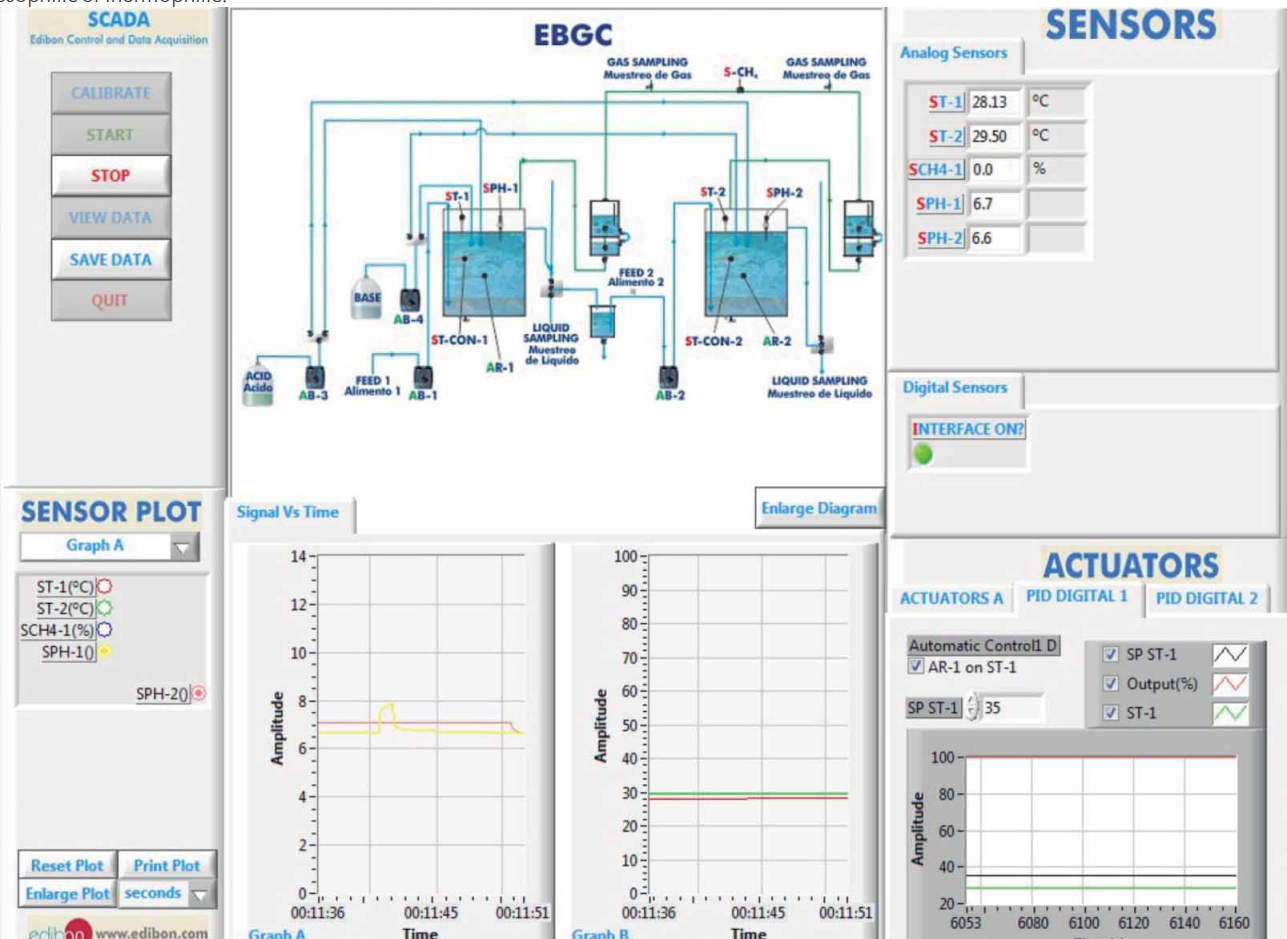 SCADA
Edibon Control and Data Acquisition
CALIBRATE
START
STOP
VIEW DATA
SAVE DATA
QUIT
EBGC
GAS SAMPLING
Muestreo de Gas
S-CH₄
GAS SAMPLING
Muestreo de Gas
ST-1
SPH-1
ST-2
SPH-2
BASE
AB-4
FEED 2
Alimento 2
ST-CON-1
LIQUID
SAMPLING
Muestreo
de Liquido
AR-1
ST-CON-2
AR-2
ACID
Acido
AB-3
FEED 1
Alimento 1
AB-1
AB-2
LIQUID SAMPLING
Muestreo de Liquido
Enlarge Diagram
SENSORS
Analog Sensors
ST-1 28.13 ºC
ST-2 29.50 ºC
SCH4-1 0.0 %
SPH-1 6.7
SPH-2 6.6
Digital Sensors
INTERFACE ON?
SENSOR PLOT
Graph A
ST-1(ºC)
ST-2(ºC)
SCH4-1(%)
SPH-1()
SPH-2()
Reset Plot Print Plot
Enlarge Plot seconds
edibon www.edibon.com
Signal Vs Time
14
12
10
8
6
4
2
0
Amplitude
00:11:36 00:11:45 00:11:51
Graph A Time
100
90
80
70
60
50
40
30
20
10
0
Amplitude
00:11:36 00:11:45 00:11:51
Graph B Time
ACTUATORS
ACTUATORS A PID DIGITAL 1 PID DIGITAL 2
Automatic Control1 D
AR-1 on ST-1
SP ST-1 35
SP ST-1
Output(%)
ST-1
100
80
60
40
20
Amplitude
6053 6080 6100 6120 6140 6160